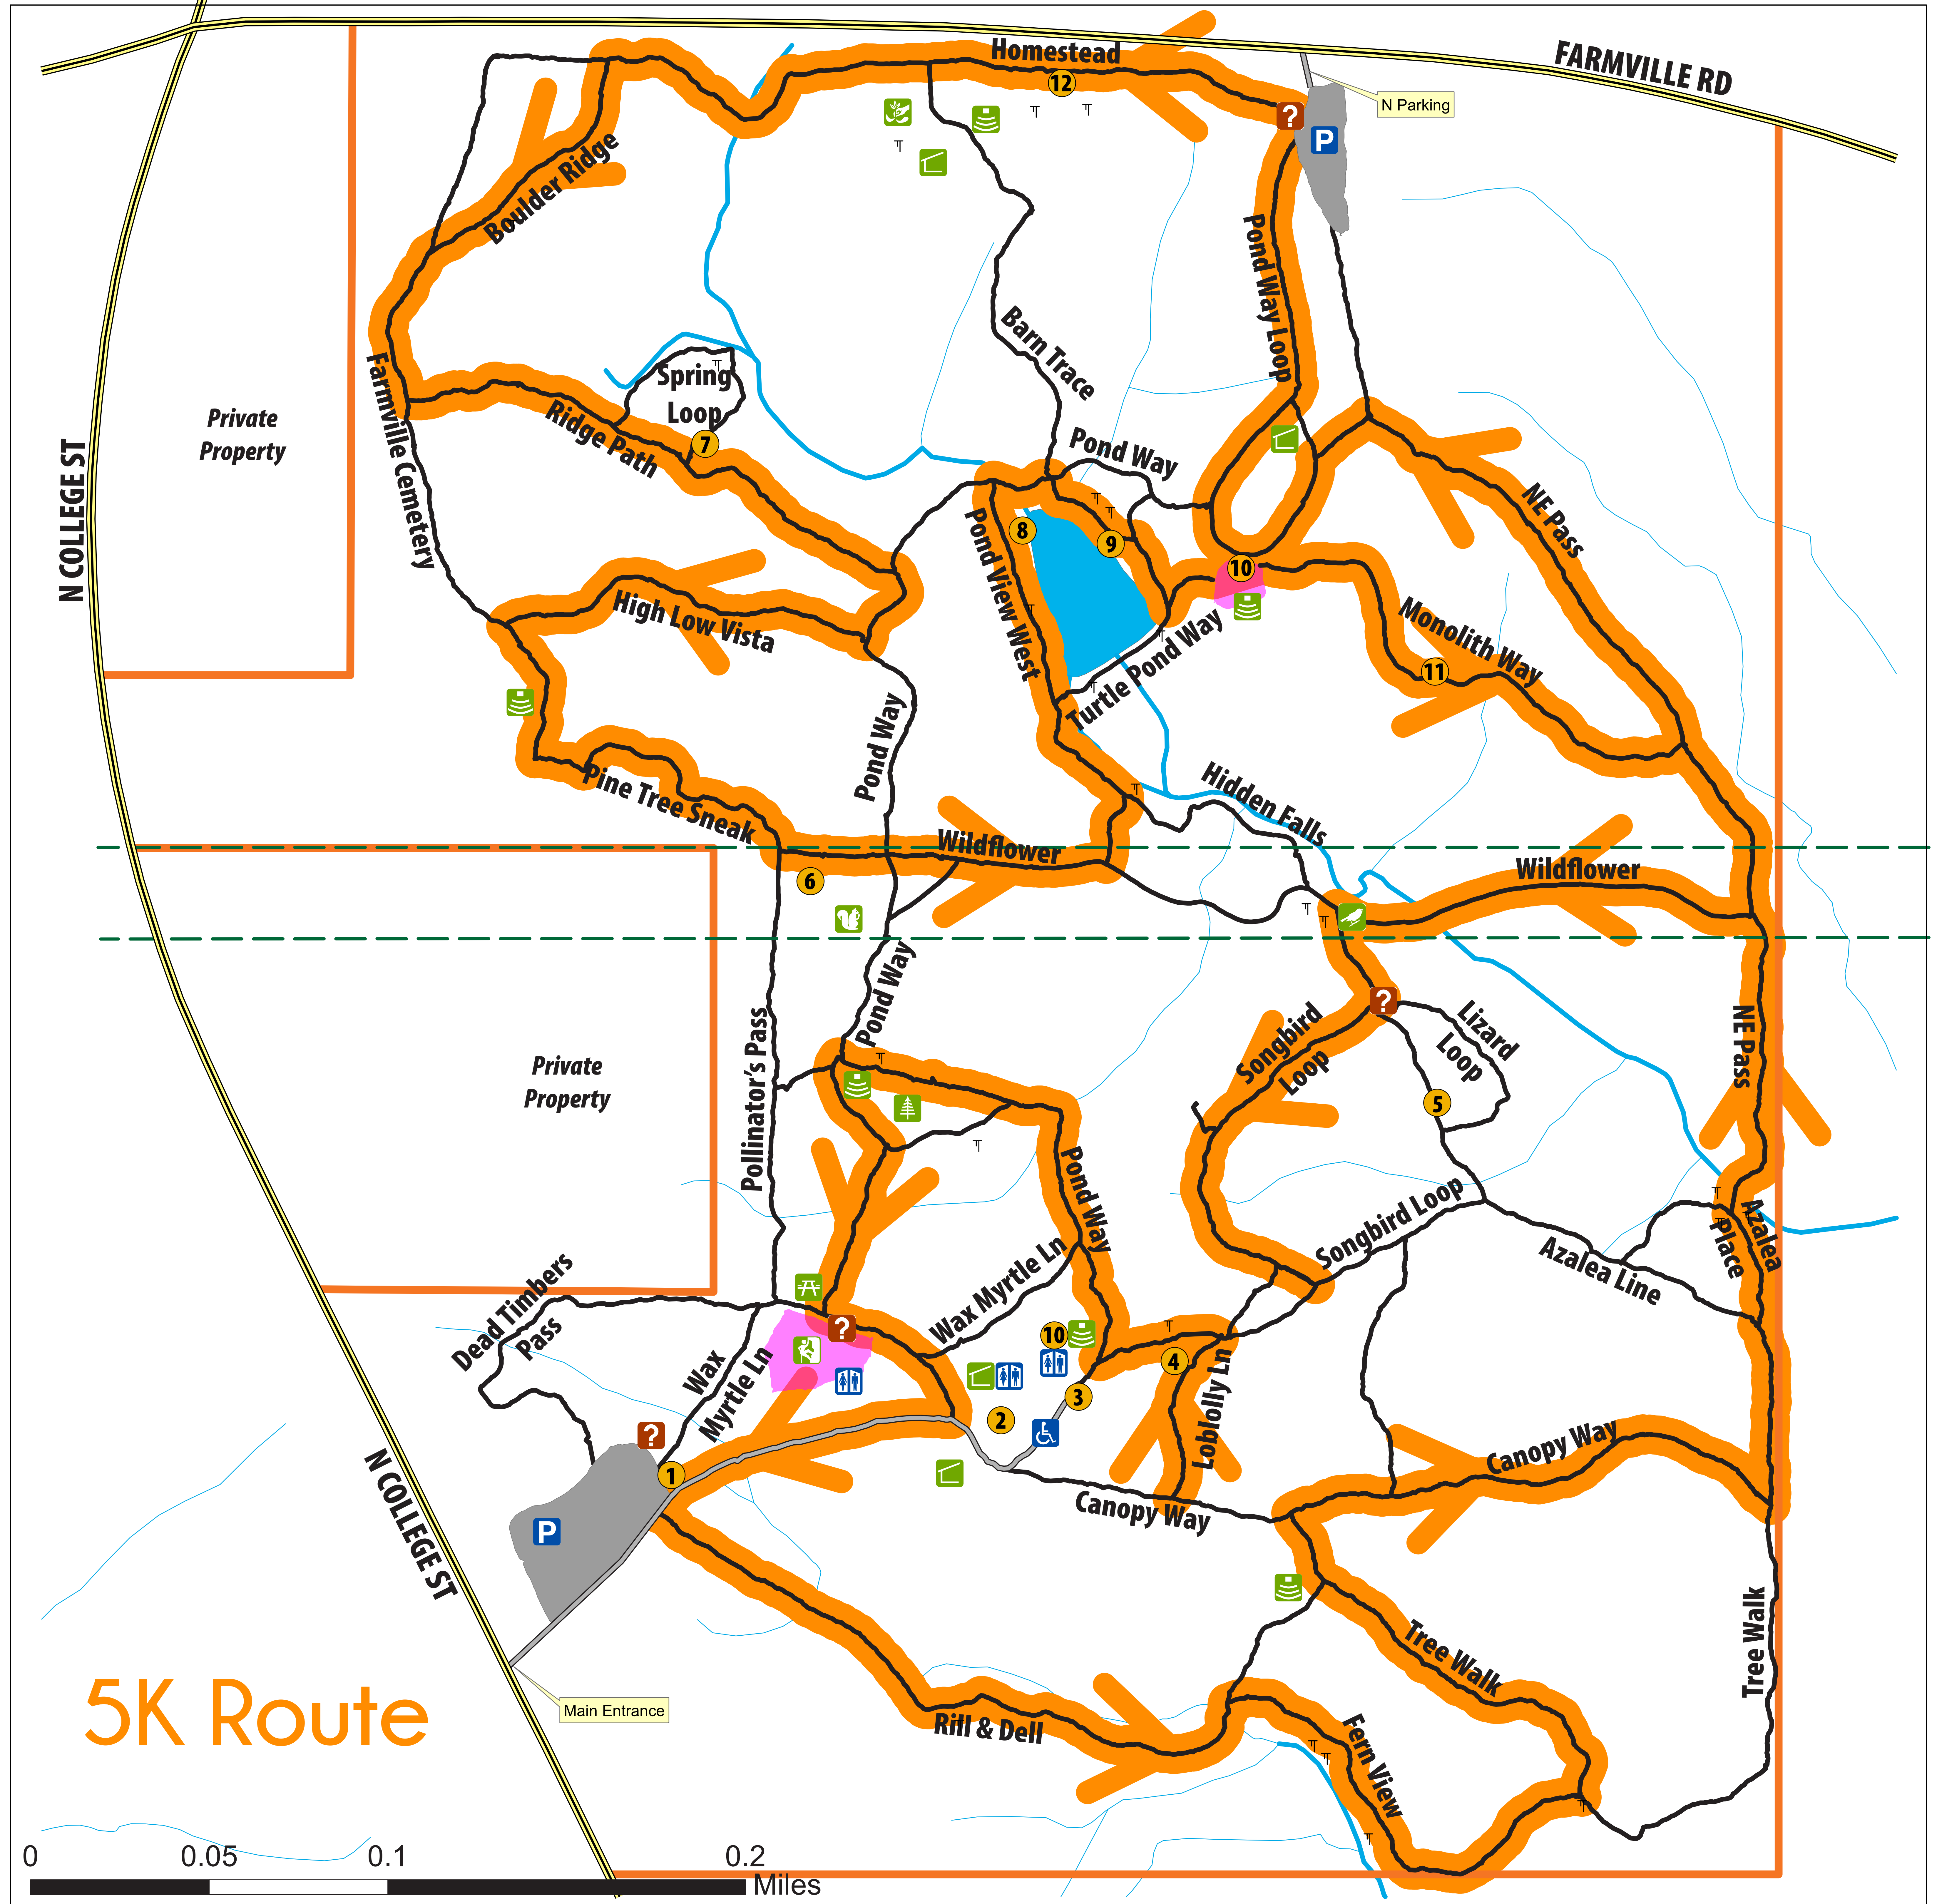 Homestead
FARMVILLE RD
12
?
N Parking
P
Boulder Ridge
Pond Way Loop
Barn Trace
Spring
Loop
Farmville Cemetery
Private
Property
Ridge Path
7
Pond Way
N COLLEGE ST
NE Pass
8
9
Pond View West
10
High Low Vista
Monolith Way
Turtle Pond Way
11
Pond Way
Pine Tree Sneak
Hidden Falls
Wildflower
Wildflower
6
Pond Way
?
Songbird
Loop
Lizard
Loop
NE Pass
Pollinator's Pass
Private
Property
5
Pond Way
Songbird Loop
Azalea
Place
Azalea Line
Dead Timbers
Pass
Wax Myrtle Ln
?
10
4
Wax
Myrtle Ln
Loblolly Ln
3
2
?
1
Canopy Way
Canopy Way
N COLLEGE ST
P
Tree Walk
Tree Walk
5K Route
Main Entrance
Rill & Dell
Fern View
0
0.05
0.1
0.2
Miles